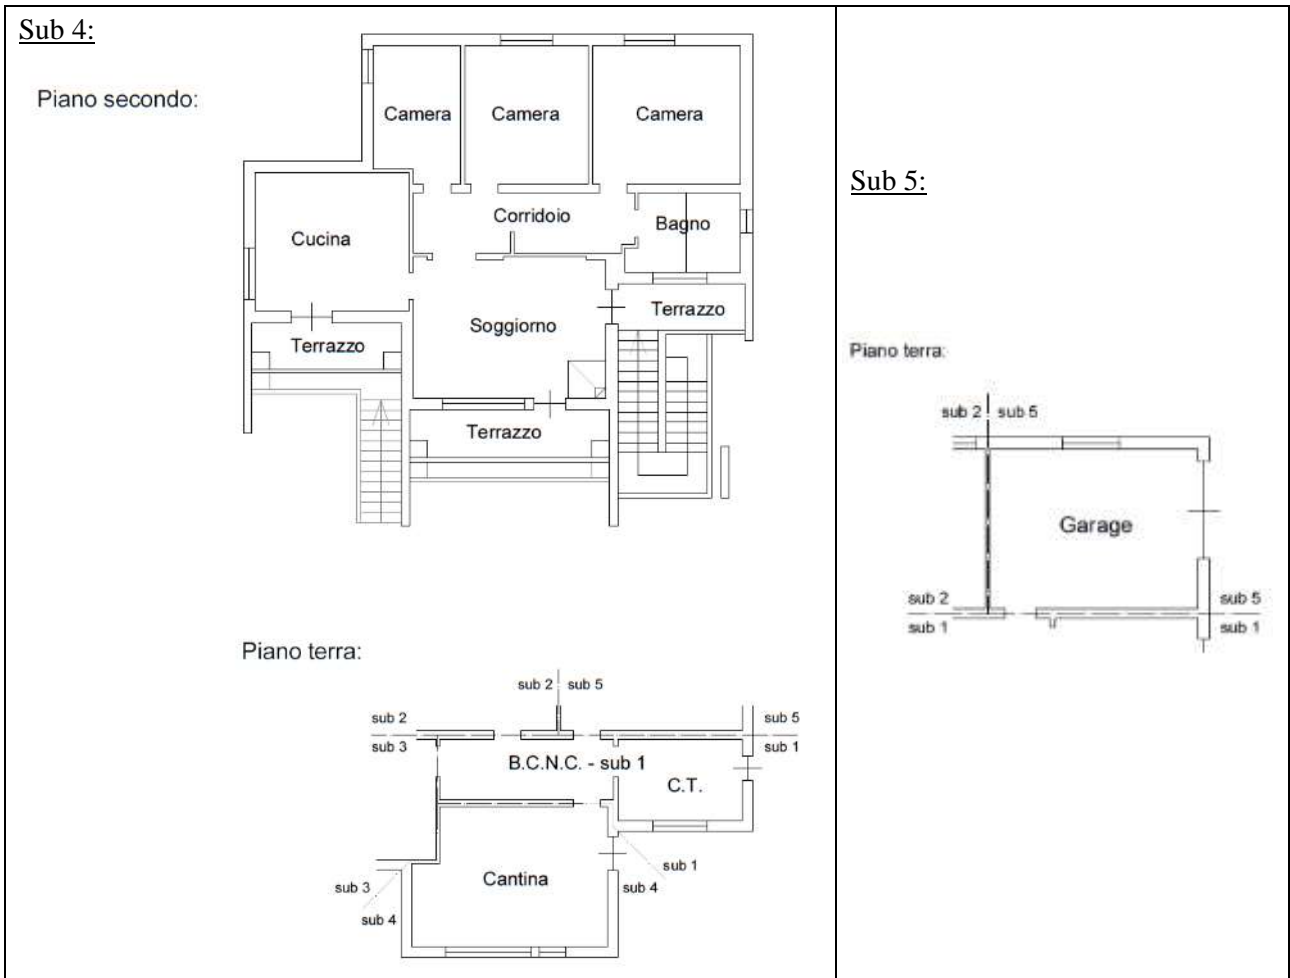 Sub 4:
Piano secondo:
Camera
Camera
Camera
Corridoio
Bagno
Cucina
Terrazzo
Soggiorno
Terrazzo
Terrazzo
Piano terra:
sub 2 sub 5
sub 2
sub 5
sub 3
sub 1
B.C.N.C. - sub 1
C.T.
sub 1
Cantina
sub 3
sub 4
sub 4
Sub 5:
Piano terra:
sub 2 sub 5
Garage
sub 2
sub 5
sub 1
sub 1